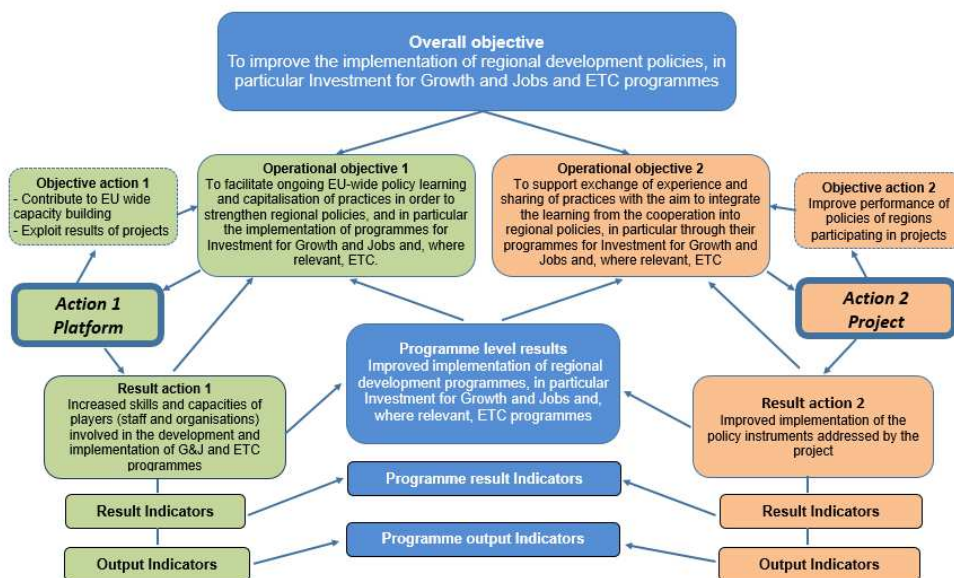 Overall objective
To improve the implementation of regional development policies, in
particular Investment for Growth and Jobs and ETC programmes
Objective action 1
- Contribute to EU wide
capacity building
- Exploit results of projects
Operational objective 1
To facilitate ongoing EU-wide policy learning
and capitalisation of practices in order to
strengthen regional policies, and in particular
the implementation of programmes for
Investment for Growth and Jobs and, where
relevant, ETC.
Operational objective 2
To support exchange of experience and
sharing of practices with the aim to integrate
the learning from the cooperation into
regional policies, in particular through their
programmes for Investment for Growth and
Jobs and, where relevant, ETC
Objective action 2
Improve performance of
policies of regions
participating in projects
Action 1
Platform
Action 2
Project
Programme level results
Improved implementation of regional
development programmes, in particular
Investment for Growth and Jobs and,
where relevant, ETC programmes
Result action 1
Increased skills and capacities of
players (staff and organisations)
involved in the development and
implementation of G&J and ETC
programmes
Result action 2
Improved implementation of the
policy instruments addressed by the
project
Result Indicators
Programme result Indicators
Result Indicators
Output Indicators
Programme output Indicators
Output Indicators